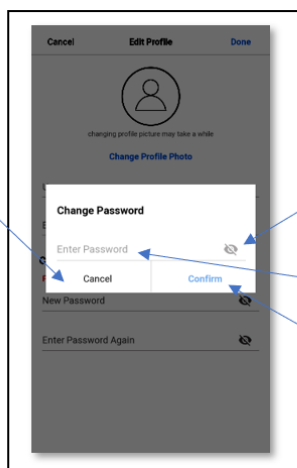 Cancel Edit Profile Done
changing profile picture may take a while
Change Profile Photo
Change Password
Enter Password
Cancel Confirm
New Password
Enter Password Again